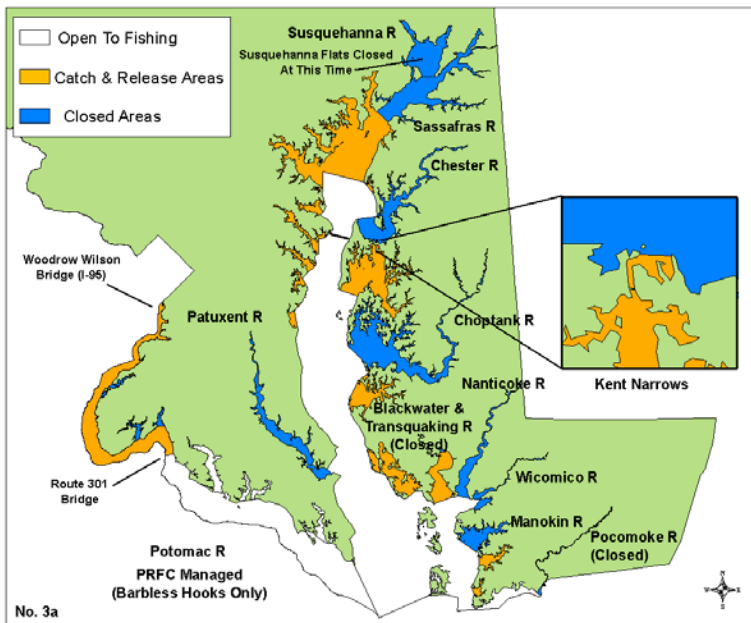 Open To Fishing
Catch & Release Areas
Closed Areas
Susquehanna R
Susquehanna Flats Closed
At This Time
Sassafras R
Chester R
Woodrow Wilson
Bridge (I-95)
Patuxent R
Choptank R
Kent Narrows
Nanticoke R
Blackwater &
Transquaking R
(Closed)
Route 301
Bridge
Wicomico R
Manokin R
Pocomoke R
(Closed)
Potomac R
PRFC Managed
(Barbless Hooks Only)
No. 3a
N
W
E
S